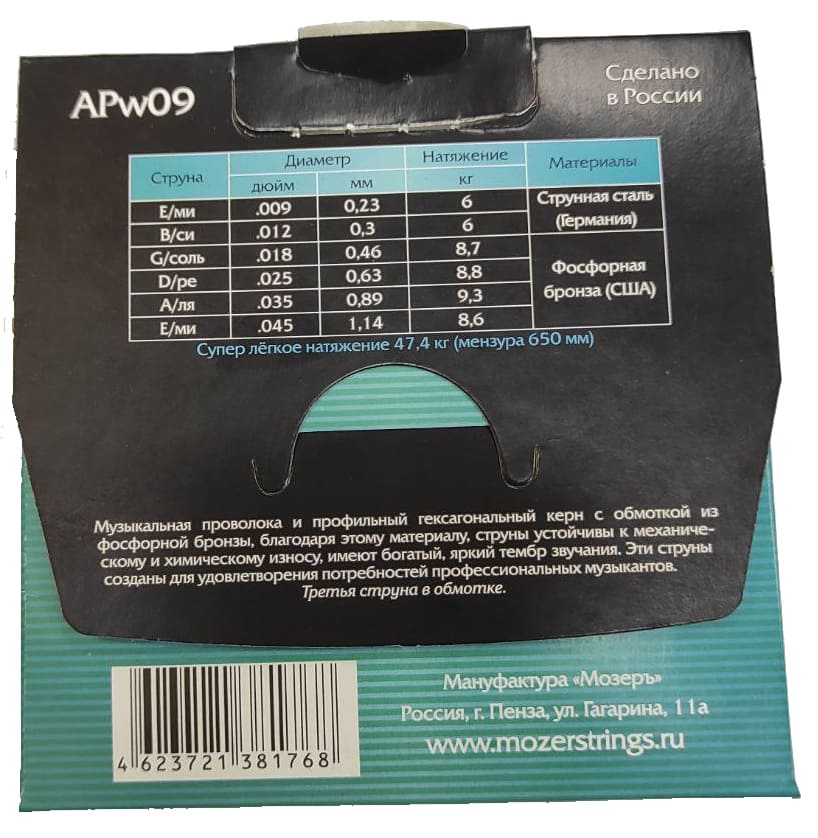 APw09
Сделано
в России
Струна Диаметр Натяжение Материалы
дюйм мм кг
E/ми .009 0,23 6 Струнная сталь
B/си .012 0,3 6 (Германия)
G/соль .018 0,46 8,7
D/ре .025 0,63 8,8 Фосфорная
A/ля .035 0,89 9,3 бронза (США)
E/ми .045 1,14 8,6
Супер лёгкое натяжение 47,4 кг (мензура 650 мм)
Музыкальная проволока и профильный гексагональный керн с обмоткой из
фосфорной бронзы, благодаря этому материалу, струны устойчивы к механиче-
скому и химическому износу, имеют богатый, яркий тембр звучания. Эти струны
созданы для удовлетворения потребностей профессиональных музыкантов.
Третья струна в обмотке.
Мануфактура «Мозеръ»
Россия, г. Пенза, ул. Гагарина, 11а
www.mozerstrings.ru
4 623721 381768